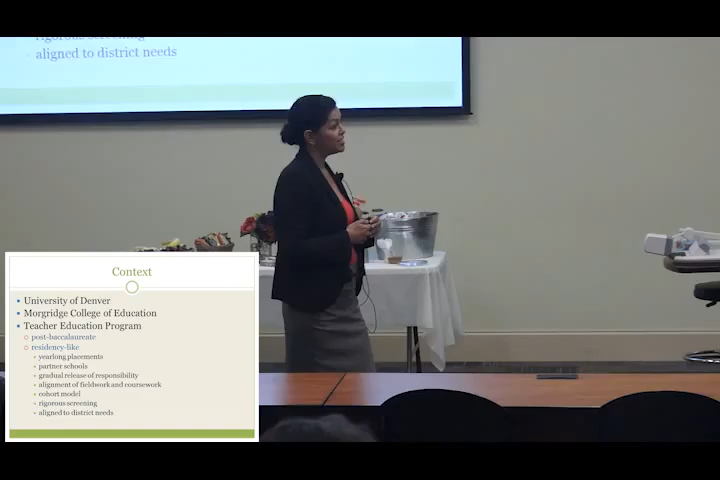 rigorous screening
aligned to district needs
Context
University of Denver
Morgridge College of Education
Teacher Education Program
post-baccalaureate
residency-like
yearlong placements
partner schools
gradual release of responsibility
alignment of fieldwork and coursework
cohort model
rigorous screening
aligned to district needs